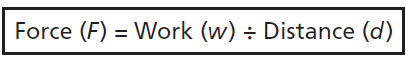 Force (F) = Work (w) ÷ Distance (d)